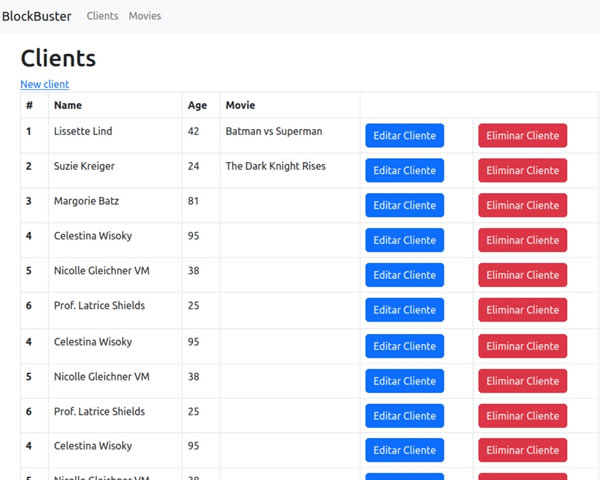 BlockBuster Clients Movies
Clients
New client
# Name Age Movie
1 Lissette Lind 42 Batman vs Superman Editar Cliente Eliminar Cliente
2 Suzie Kreiger 24 The Dark Knight Rises Editar Cliente Eliminar Cliente
3 Margorie Batz 81 Editar Cliente Eliminar Cliente
4 Celestina Wisoky 95 Editar Cliente Eliminar Cliente
5 Nicolle Gleichner VM 38 Editar Cliente Eliminar Cliente
6 Prof. Latrice Shields 25 Editar Cliente Eliminar Cliente
4 Celestina Wisoky 95 Editar Cliente Eliminar Cliente
5 Nicolle Gleichner VM 38 Editar Cliente Eliminar Cliente
6 Prof. Latrice Shields 25 Editar Cliente Eliminar Cliente
4 Celestina Wisoky 95 Editar Cliente Eliminar Cliente
5 Nicolle Gleichner VM 38